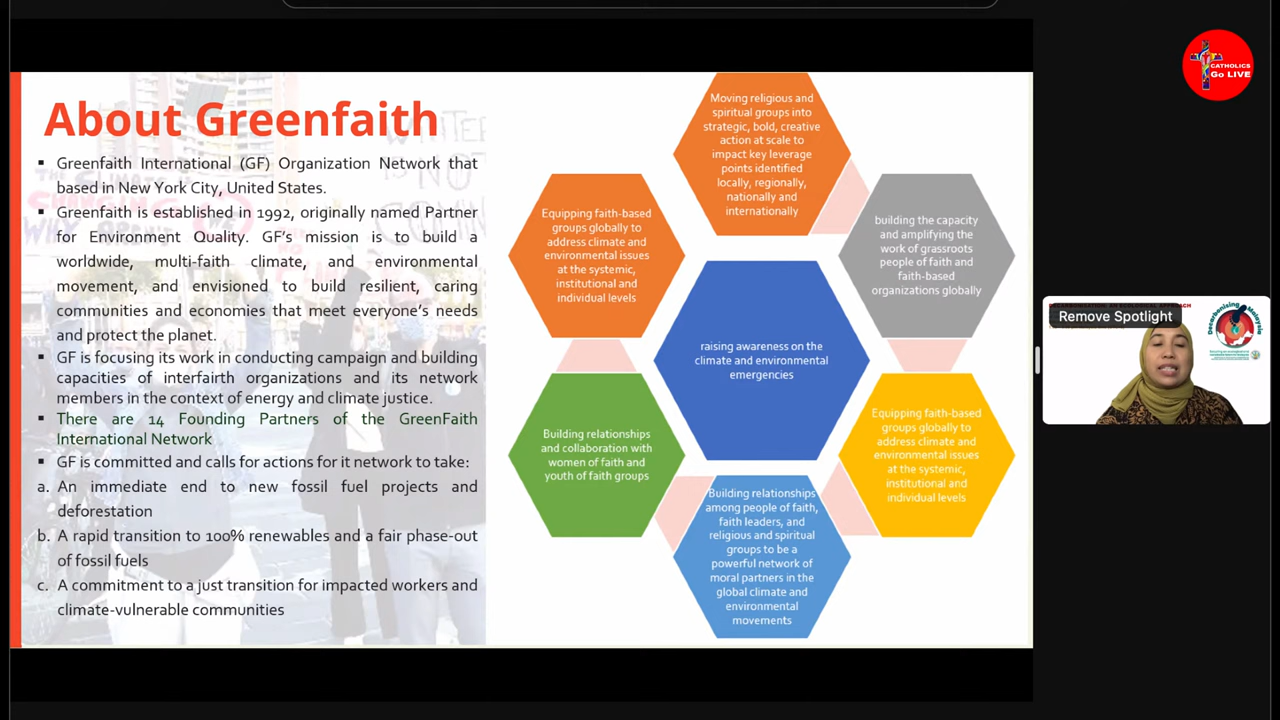 About Greenfaith
Greenfaith International (GF) Organization Network that
based in New York City, United States.
Greenfaith is established in 1992, originally named Partner
for Environment Quality. GF's mission is to build a
worldwide, multi-faith climate, and environmental
movement, and envisioned to build resilient, caring
communities and economies that meet everyone's needs
and protect the planet.
GF is focusing its work in conducting campaign and building
capacities of interfairth organizations and its network
members in the context of energy and climate justice.
There are 14 Founding Partners of the GreenFaith
International Network
GF is committed and calls for actions for it network to take:
a. An immediate end to new fossil fuel projects and
deforestation
b. A rapid transition to 100% renewables and a fair phase-out
of fossil fuels
c. A commitment to a just transition for impacted workers and
climate-vulnerable communities
Moving religious and
spiritual groups into
strategic, bold, creative
action at scale to
impact key leverage
points identified
locally, regionally,
nationally and
internationally
Equipping faith-based
groups globally to
address climate and
environmental issues
at the systemic,
institutional and
individual levels
building the capacity
and amplifying the
work of grassroots
people of faith and
faith-based
organizations globally
raising awareness on the
climate and environmental
emergencies
Building relationships
and collaboration with
women of faith and
youth of faith groups
Equipping faith-based
groups globally to
address climate and
environmental issues
at the systemic,
institutional and
individual levels
Building relationships
among people of faith,
faith leaders, and
religious and spiritual
groups to be a
powerful network of
moral partners in the
global climate and
environmental
movements
CATHOLICS
Go LIVE
Remove Spotlight
Decarbonising Malaysia